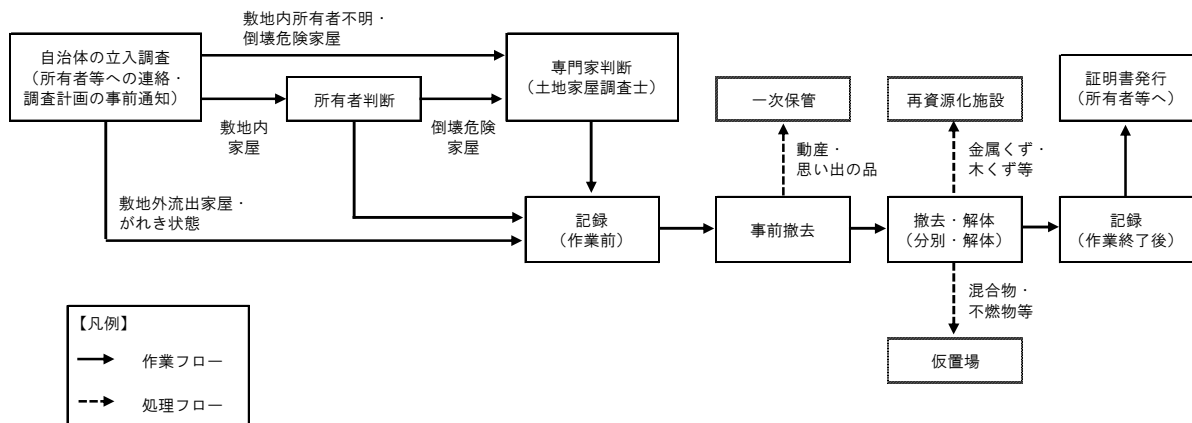 敷地内所有者不明・
倒壊危険家屋
自治体の立入調査
（所有者等への連絡・
調査計画の事前通知）
所有者判断
専門家判断
（土地家屋調査士）
一次保管
再資源化施設
証明書発行
（所有者等へ）
敷地内
家屋
倒壊危険
家屋
動産・
思い出の品
金属くず・
木くず等
敷地外流出家屋・
がれき状態
記録
（作業前）
事前撤去
撤去・解体
（分別・解体）
記録
（作業終了後）
混合物・
不燃物等
仮置場
【凡例】
作業フロー
処理フロー